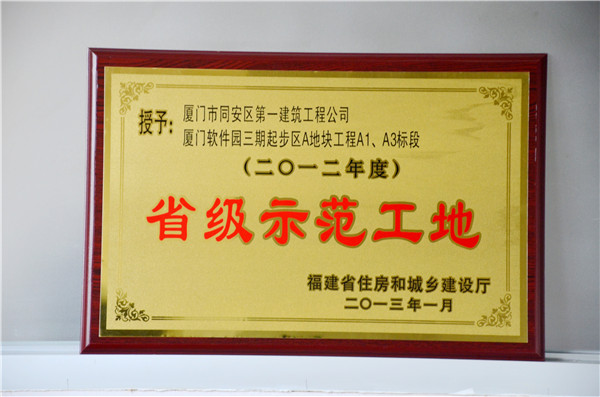 授予：
厦门市同安区第一建筑工程公司
厦门软件园三期起步区A地块工程A1、A3标段
（二〇一二年度）
省级示范工地
福建省住房和城乡建设厅
二〇一三年一月